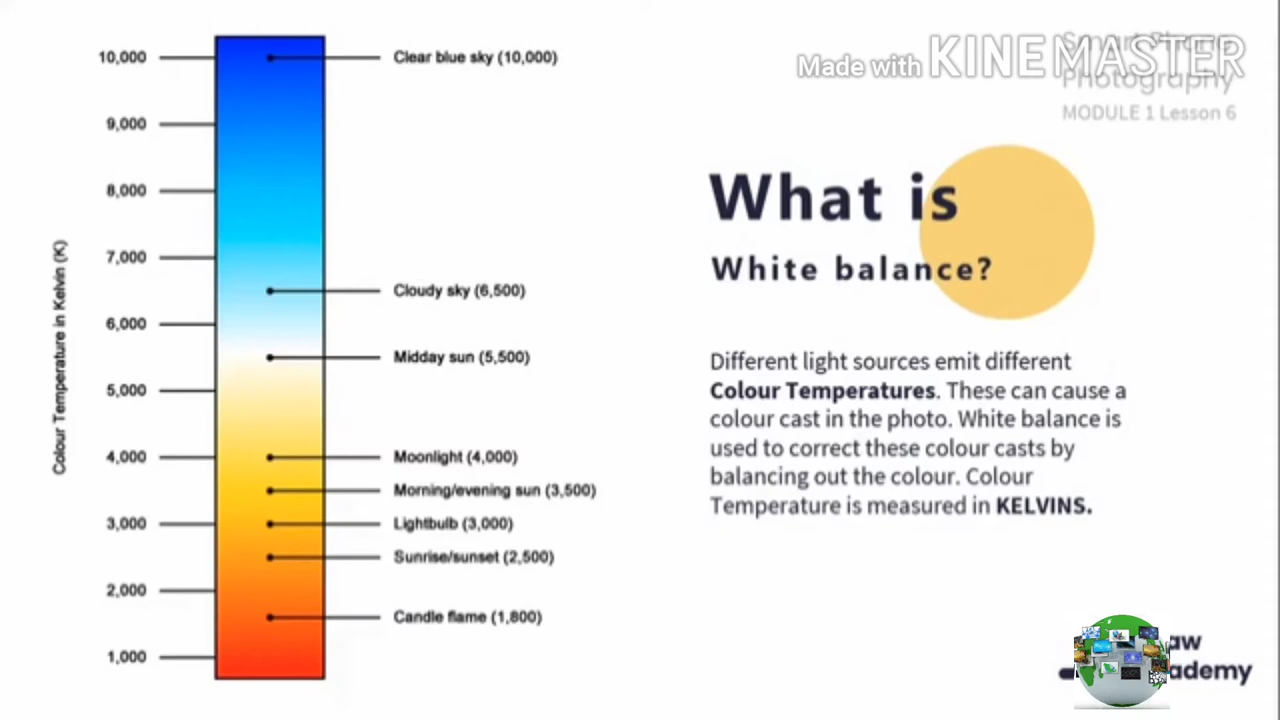 Made with KINEMASTER
Smart Phone
Photography
MODULE 1 Lesson 6
What is
White balance?
Different light sources emit different
Colour Temperatures. These can cause a
colour cast in the photo. White balance is
used to correct these colour casts by
balancing out the colour. Colour
Temperature is measured in KELVINS.
Colour Temperature in Kelvin (K)
10,000
9,000
8,000
7,000
6,000
5,000
4,000
3,000
2,000
1,000
Clear blue sky (10,000)
Cloudy sky (6,500)
Midday sun (5,500)
Moonlight (4,000)
Morning/evening sun (3,500)
Lightbulb (3,000)
Sunrise/sunset (2,500)
Candle flame (1,800)